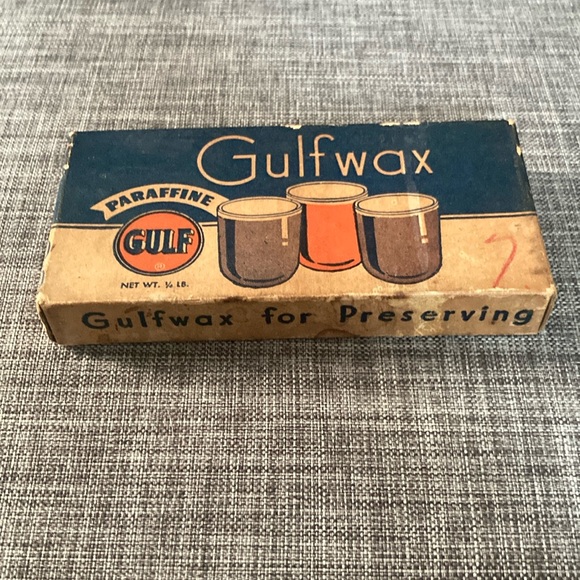 Gulfwax
PARAFFINE
GULF
®
NET WT. ½ LB.
7
Gulfwax for Preserving